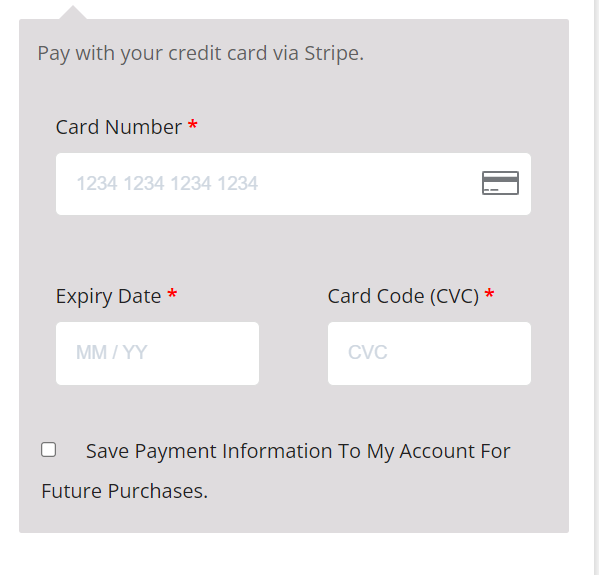 Pay with your credit card via Stripe.
Card Number *
1234 1234 1234 1234
Expiry Date *
Card Code (CVC) *
MM / YY
CVC
Save Payment Information To My Account For
Future Purchases.